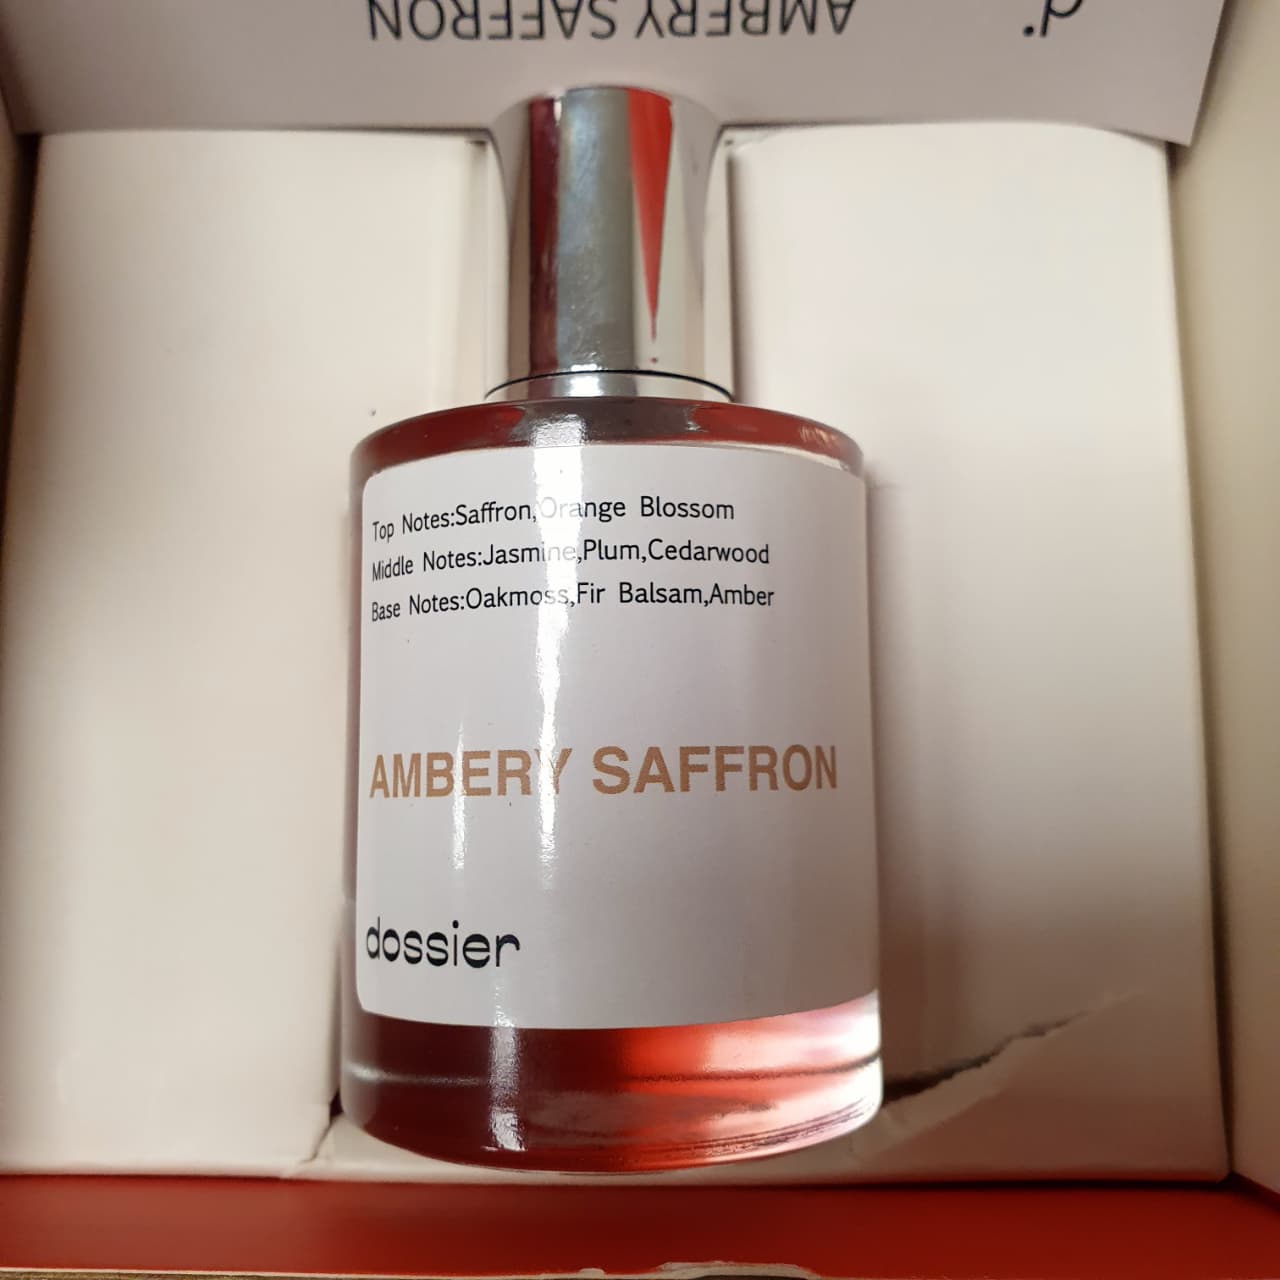 AMBERY SAFFRON
d.
Top Notes:Saffron,Orange Blossom
Middle Notes:Jasmine,Plum,Cedarwood
Base Notes:Oakmoss,Fir Balsam,Amber
AMBERY SAFFRON
dossier